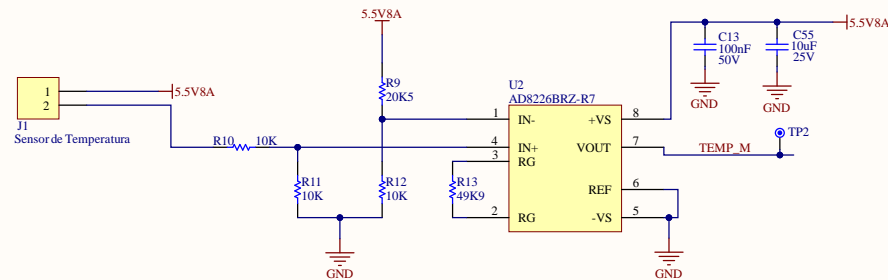 5.5V8A
5.5V8A
C13
100nF
50V
C55
10uF
25V
GND
GND
1
2
5.5V8A
J1
Sensor de Temperatura
R9
20K5
U2
AD8226BRZ-R7
1
IN-
+VS
8
R10
10K
4
IN+
VOUT
7
TEMP_M
TP2
3
RG
R11
10K
R12
10K
R13
49K9
REF
6
2
RG
-VS
5
GND
GND